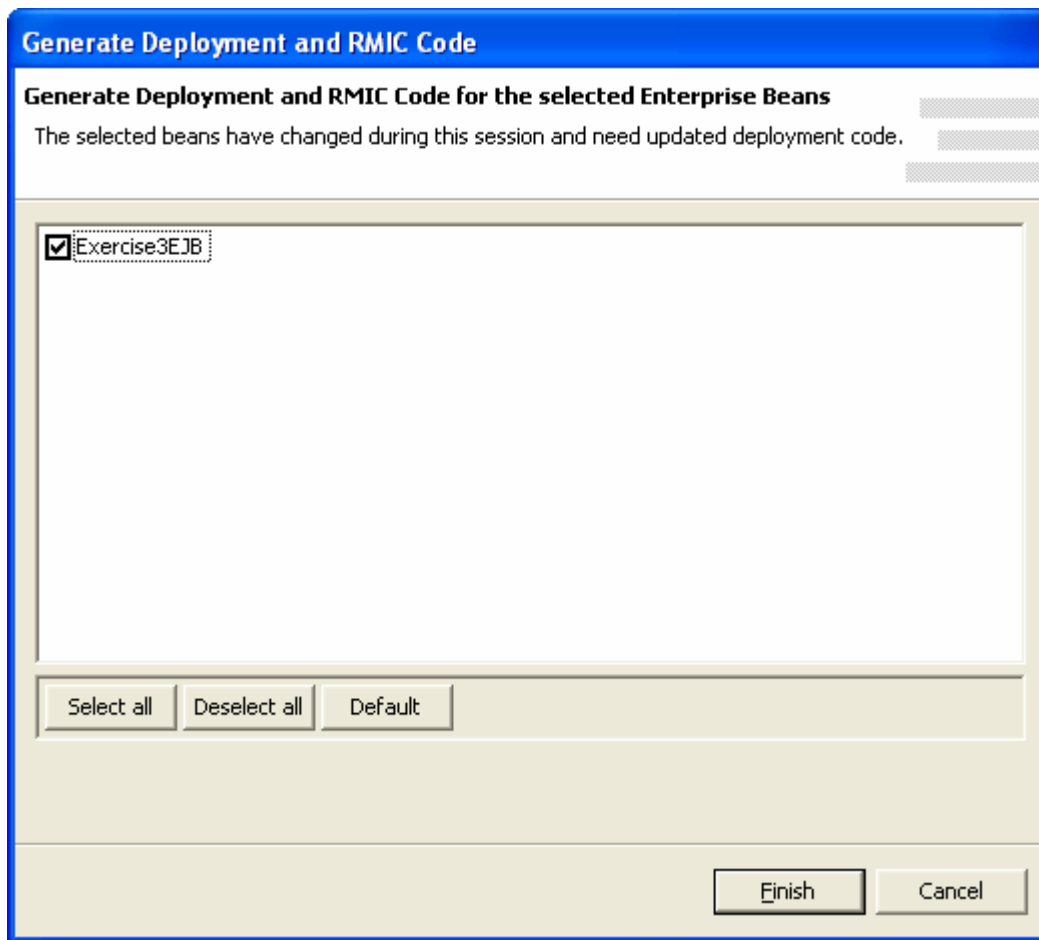 Generate Deployment and RMIC Code
Generate Deployment and RMIC Code for the selected Enterprise Beans
The selected beans have changed during this session and need updated deployment code.
Exercise3EJB
Select all Deselect all Default
Finish Cancel